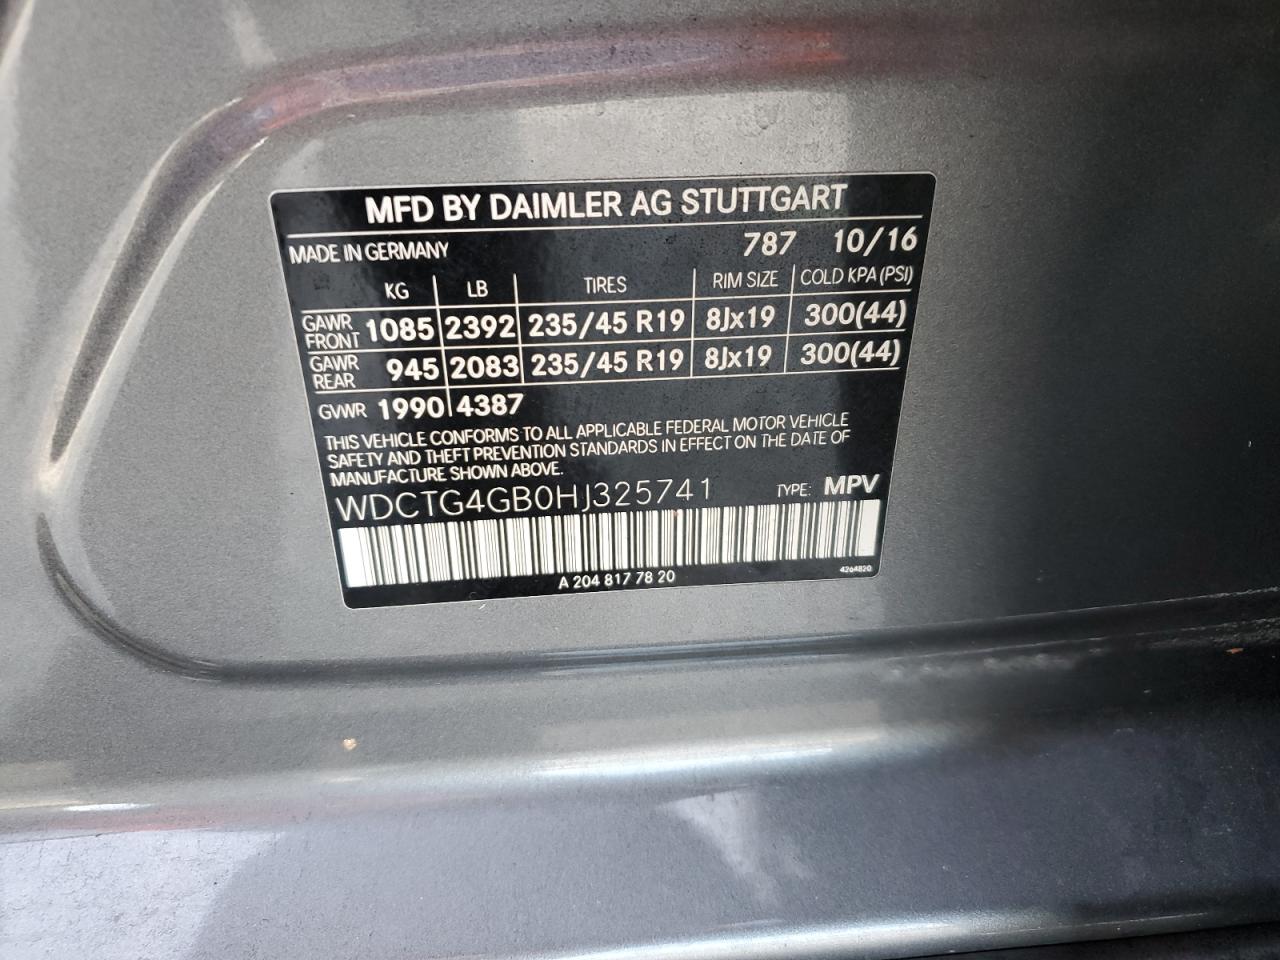 MFD BY DAIMLER AG STUTTGART
MADE IN GERMANY 787 10/16
KG LB TIRES RIM SIZE COLD KPA (PSI)
GAWR FRONT 1085 2392 235/45 R19 8Jx19 300(44)
GAWR REAR 945 2083 235/45 R19 8Jx19 300(44)
GVWR 1990 4387
THIS VEHICLE CONFORMS TO ALL APPLICABLE FEDERAL MOTOR VEHICLE
SAFETY AND THEFT PREVENTION STANDARDS IN EFFECT ON THE DATE OF
MANUFACTURE SHOWN ABOVE.
WDCTG4GB0HJ325741 TYPE: MPV
A 204 817 78 20 4264820